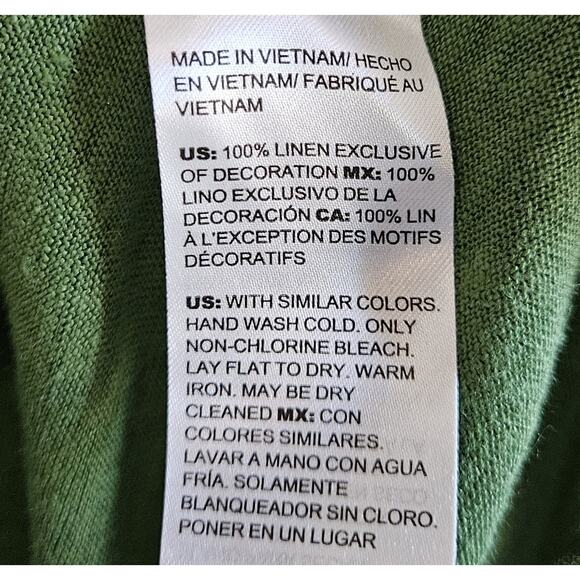 MADE IN VIETNAM/ HECHO
EN VIETNAM/ FABRIQUÉ AU
VIETNAM
US: 100% LINEN EXCLUSIVE
OF DECORATION MX: 100%
LINO EXCLUSIVO DE LA
DECORACIÓN CA: 100% LIN
À L'EXCEPTION DES MOTIFS
DÉCORATIFS
US: WITH SIMILAR COLORS.
HAND WASH COLD. ONLY
NON-CHLORINE BLEACH.
LAY FLAT TO DRY. WARM
IRON. MAY BE DRY
CLEANED MX: CON
COLORES SIMILARES.
LAVAR A MANO CON AGUA
FRÍA. SOLAMENTE
BLANQUEADOR SIN CLORO.
PONER EN UN LUGAR